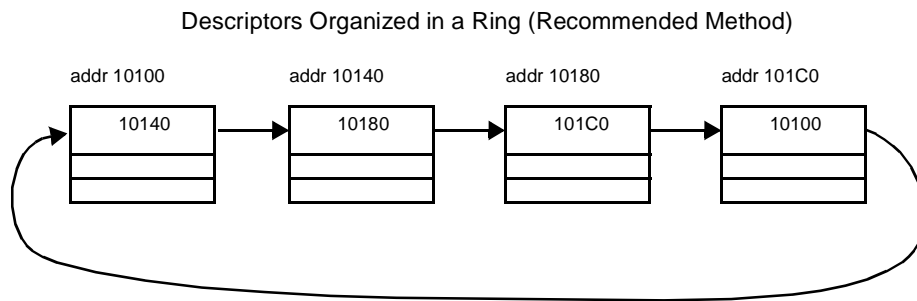 Descriptors Organized in a Ring (Recommended Method)
addr 10100 addr 10140 addr 10180 addr 101C0
10140 10180 101C0 10100